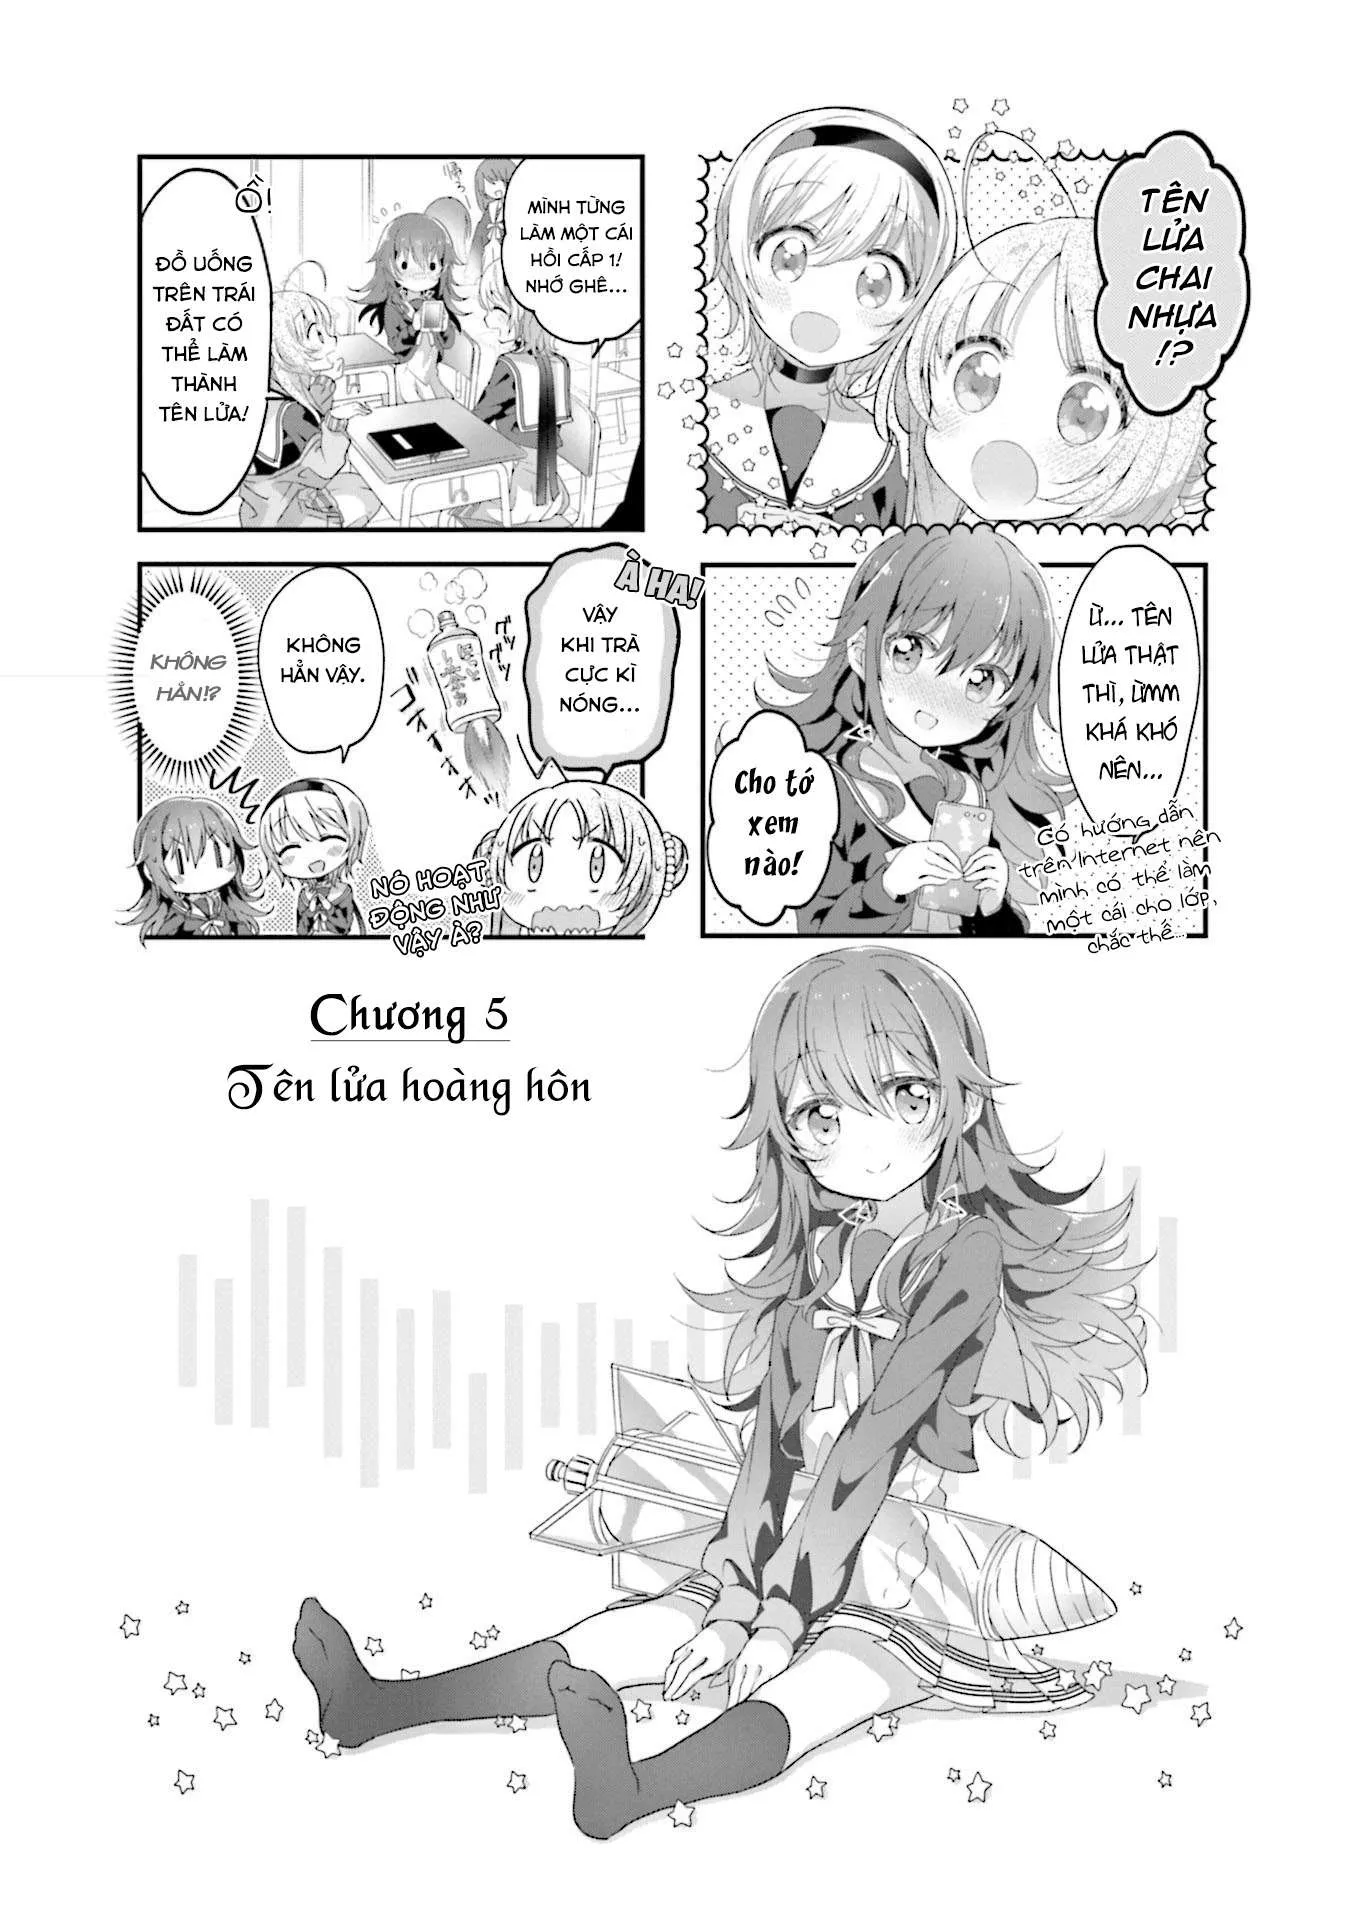 TÊN
LỬA
CHAI
NHỰA
!?
Ừ... TÊN
LỬA THẬT
THÌ, ỪMM
KHÁ KHÓ
NÊN...
Có hướng dẫn
trên Internet nên
mình có thể làm
một cái cho lớp,
chắc thế...
Cho tớ
xem
nào!
MÌNH TỪNG
LÀM MỘT CÁI
HỒI CẤP 1!
NHỚ GHÊ...
Ồ!
ĐỒ UỐNG
TRÊN TRÁI
ĐẤT CÓ
THỂ LÀM
THÀNH
TÊN LỬA!
À HA!
VẬY
KHI TRÀ
CỰC KÌ
NÓNG...
NÓ HOẠT
ĐỘNG NHƯ
VẬY À?
KHÔNG
HẲN VẬY.
KHÔNG
HẲN!?
Chương 5
Tên lửa hoàng hôn